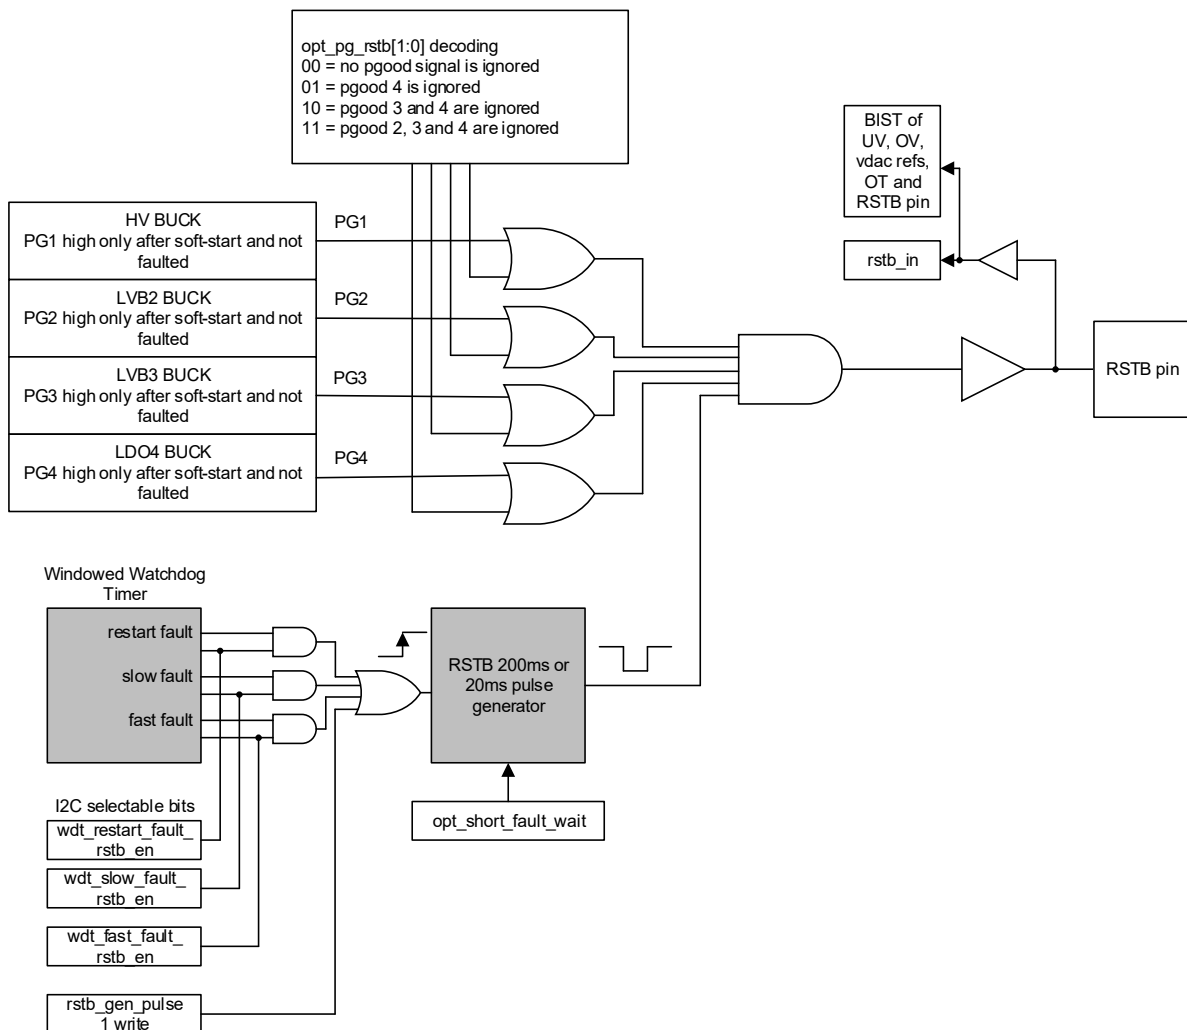 opt_pg_rstb[1:0] decoding
00 = no pgood signal is ignored
01 = pgood 4 is ignored
10 = pgood 3 and 4 are ignored
11 = pgood 2, 3 and 4 are ignored
BIST of
UV, OV,
vdac refs,
OT and
RSTB pin
rstb_in
HV BUCK
PG1 high only after soft-start and not
faulted
PG1
LVB2 BUCK
PG2 high only after soft-start and not
faulted
PG2
LVB3 BUCK
PG3 high only after soft-start and not
faulted
PG3
LDO4 BUCK
PG4 high only after soft-start and not
faulted
PG4
RSTB pin
Windowed Watchdog
Timer
restart fault
slow fault
fast fault
RSTB 200ms or
20ms pulse
generator
opt_short_fault_wait
I2C selectable bits
wdt_restart_fault_
rstb_en
wdt_slow_fault_
rstb_en
wdt_fast_fault_
rstb_en
rstb_gen_pulse
1 write